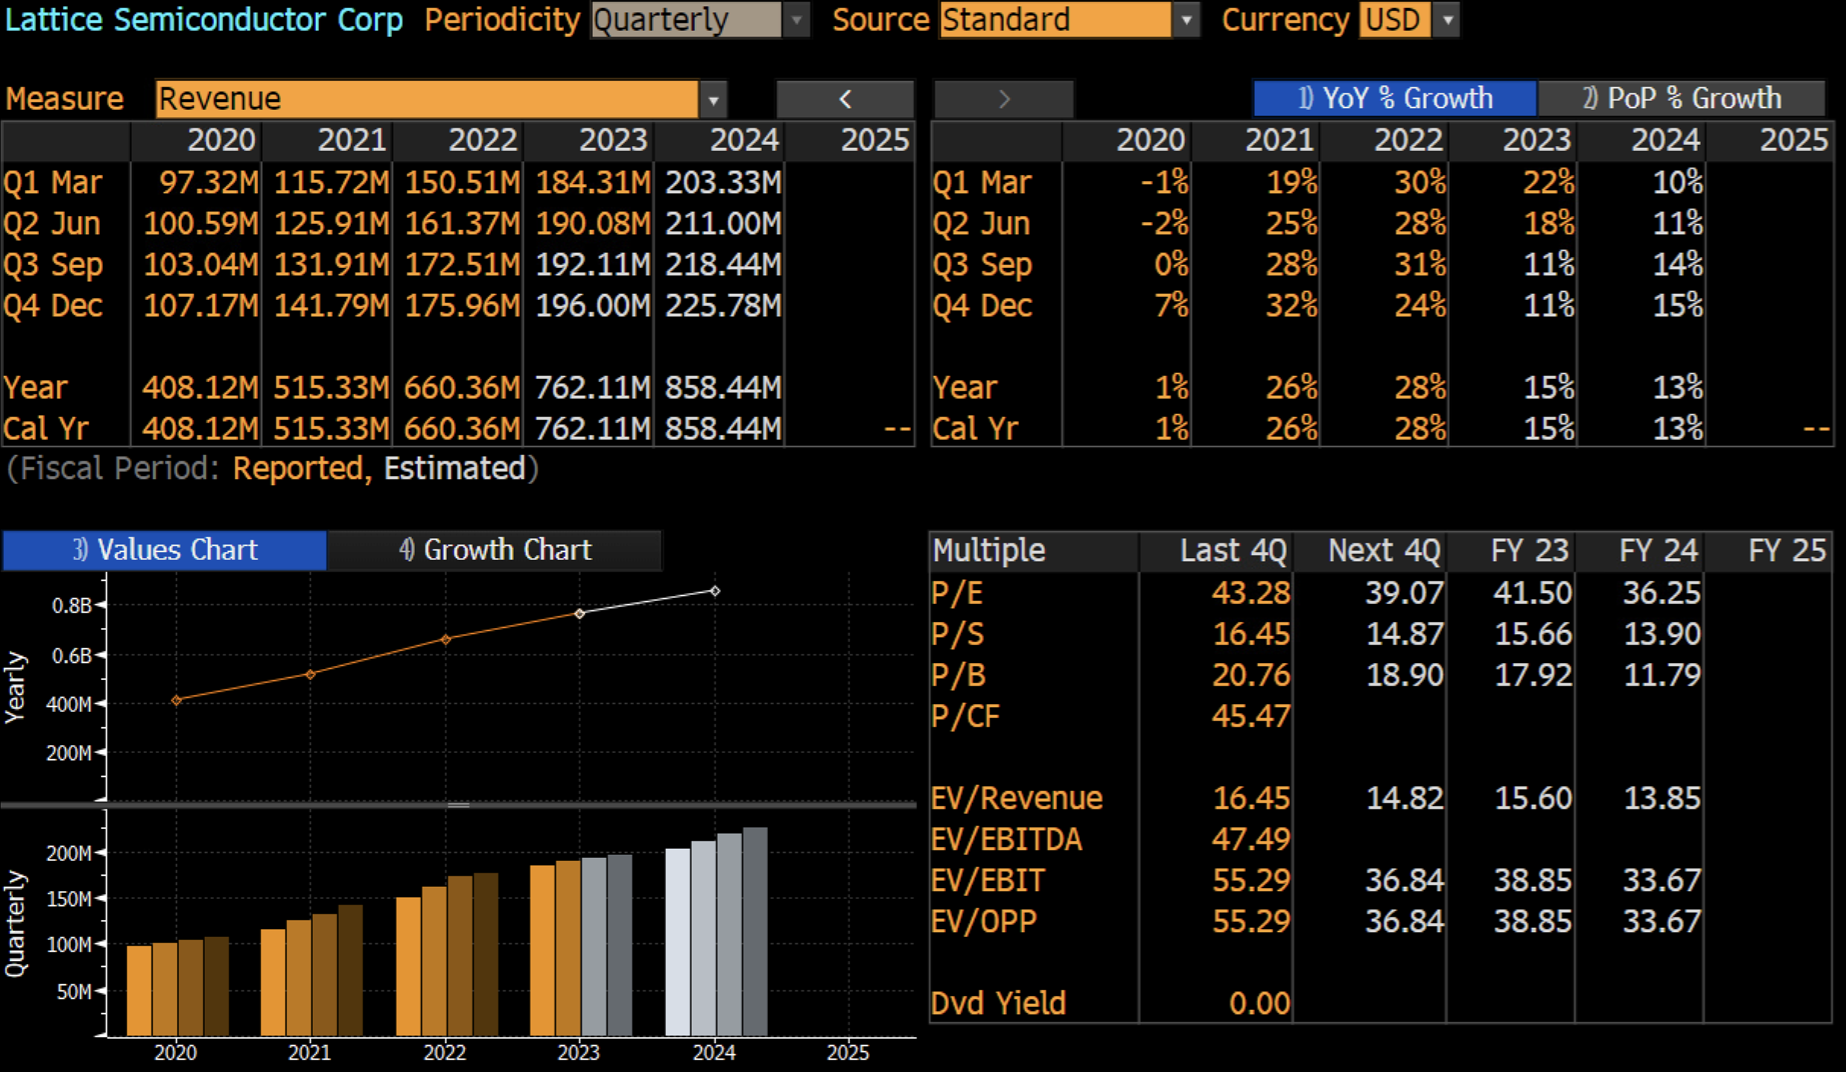 Lattice Semiconductor Corp Periodicity Quarterly Source Standard Currency USD
Measure Revenue < > 1) YoY % Growth 2) PoP % Growth
2020 2021 2022 2023 2024 2025 2020 2021 2022 2023 2024 2025
Q1 Mar 97.32M 115.72M 150.51M 184.31M 203.33M Q1 Mar -1% 19% 30% 22% 10%
Q2 Jun 100.59M 125.91M 161.37M 190.08M 211.00M Q2 Jun -2% 25% 28% 18% 11%
Q3 Sep 103.04M 131.91M 172.51M 192.11M 218.44M Q3 Sep 0% 28% 31% 11% 14%
Q4 Dec 107.17M 141.79M 175.96M 196.00M 225.78M Q4 Dec 7% 32% 24% 11% 15%
Year 408.12M 515.33M 660.36M 762.11M 858.44M Year 1% 26% 28% 15% 13%
Cal Yr 408.12M 515.33M 660.36M 762.11M 858.44M -- Cal Yr 1% 26% 28% 15% 13% --
(Fiscal Period: Reported, Estimated)
3) Values Chart 4) Growth Chart
Yearly
0.8B
0.6B
400M
200M
Quarterly
200M
150M
100M
50M
2020 2021 2022 2023 2024 2025
Multiple Last 4Q Next 4Q FY 23 FY 24 FY 25
P/E 43.28 39.07 41.50 36.25
P/S 16.45 14.87 15.66 13.90
P/B 20.76 18.90 17.92 11.79
P/CF 45.47
EV/Revenue 16.45 14.82 15.60 13.85
EV/EBITDA 47.49
EV/EBIT 55.29 36.84 38.85 33.67
EV/OPP 55.29 36.84 38.85 33.67
Dvd Yield 0.00